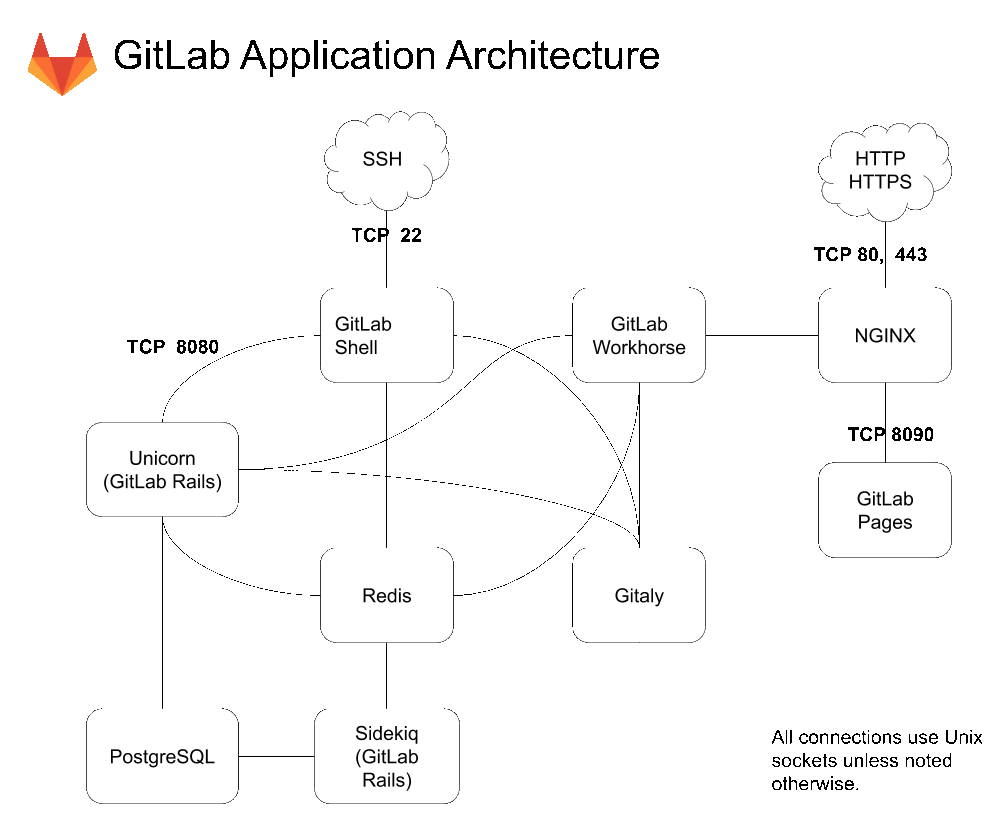 GitLab Application Architecture
SSH
HTTP
HTTPS
TCP 22
TCP 80, 443
GitLab
Shell
GitLab
Workhorse
NGINX
TCP 8080
TCP 8090
Unicorn
(GitLab Rails)
GitLab
Pages
Redis
Gitaly
PostgreSQL
Sidekiq
(GitLab
Rails)
All connections use Unix
sockets unless noted
otherwise.